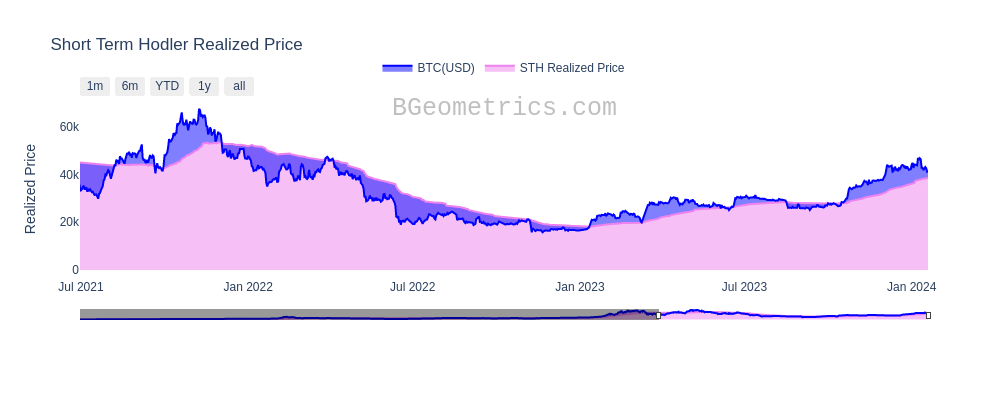 Short Term Hodler Realized Price
BTC(USD) STH Realized Price
1m 6m YTD 1y all
BGeometrics.com
Realized Price
60k
40k
20k
0
Jul 2021 Jan 2022 Jul 2022 Jan 2023 Jul 2023 Jan 2024